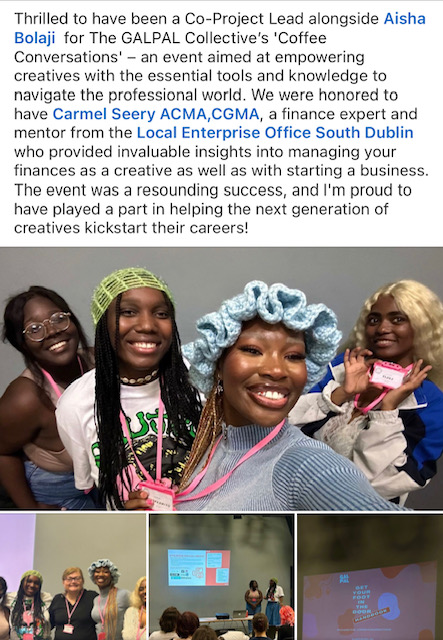 Thrilled to have been a Co-Project Lead alongside Aisha
Bolaji for The GALPAL Collective’s 'Coffee
Conversations' – an event aimed at empowering
creatives with the essential tools and knowledge to
navigate the professional world. We were honored to
have Carmel Seery ACMA,CGMA, a finance expert and
mentor from the Local Enterprise Office South Dublin
who provided invaluable insights into managing your
finances as a creative as well as with starting a business.
The event was a resounding success, and I'm proud to
have played a part in helping the next generation of
creatives kickstart their careers!
GAL
PAL
GET
YOUR
FOOT
IN THE
DOOR